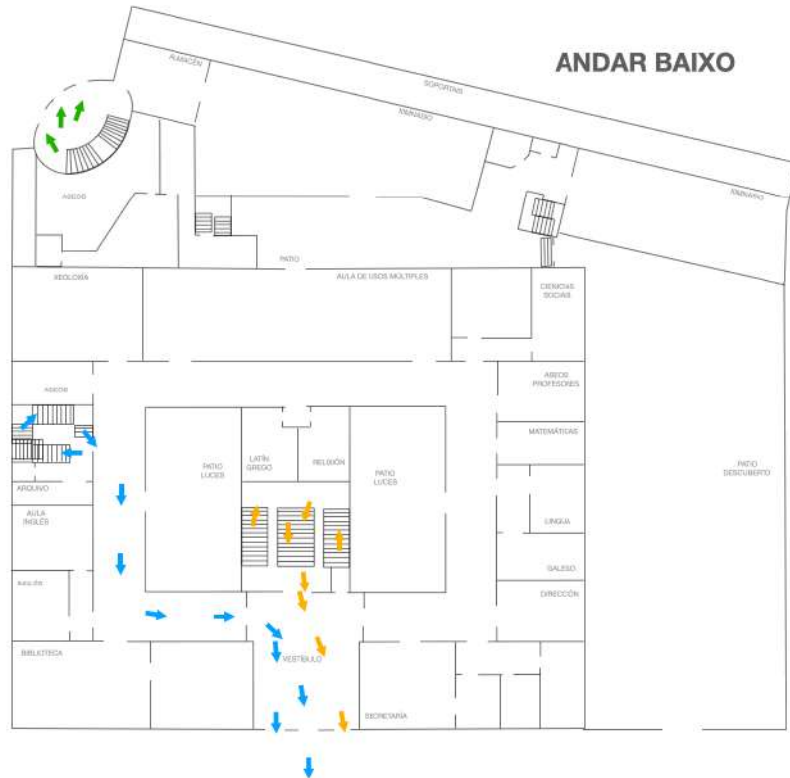 ANDAR BAIXO
ALMACÉN
SOPORTAIS
XIMNASIO
XIMNASIO
ASEOS
PATIO
XEOLOXÍA
AULA DE USOS MÚLTIPLES
CIENCIAS
SOCIAIS
ASEOS
ASEOS
PROFESORES
MATEMÁTICAS
PATIO
LUCES
LATÍN
GREGO
RELIXIÓN
PATIO
LUCES
PATIO
DESCUBERTO
ARQUIVO
AULA
INGLÉS
LINGUA
GALEGO
DIRECCIÓN
BIBLIOTECA
VESTÍBULO
SECRETARÍA